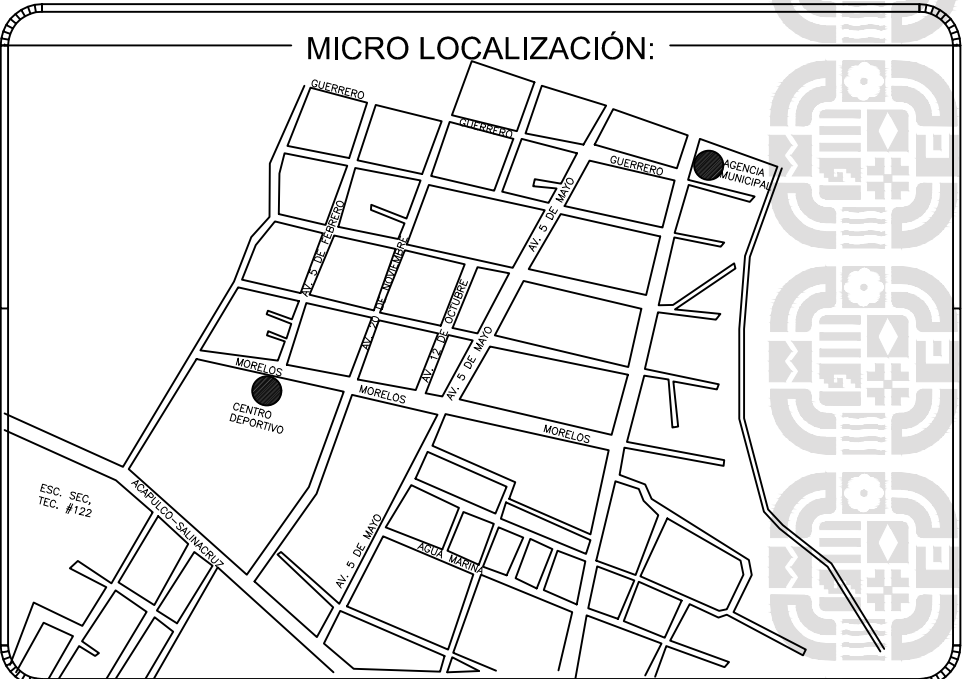 MICRO LOCALIZACIÓN:
GUERRERO
GUERRERO
GUERRERO
AGENCIA
MUNICIPAL
AV. 5 DE FEBRERO
AV. 20 DE NOVIEMBRE
AV. 5 DE MAYO
AV. 12 DE OCTUBRE
AV. 5 DE MAYO
MORELOS
MORELOS
MORELOS
CENTRO
DEPORTIVO
ESC. SEC,
TEC. #122
ACAPULCO-SALINACRUZ
AV. 5 DE MAYO
AGUA MARINA